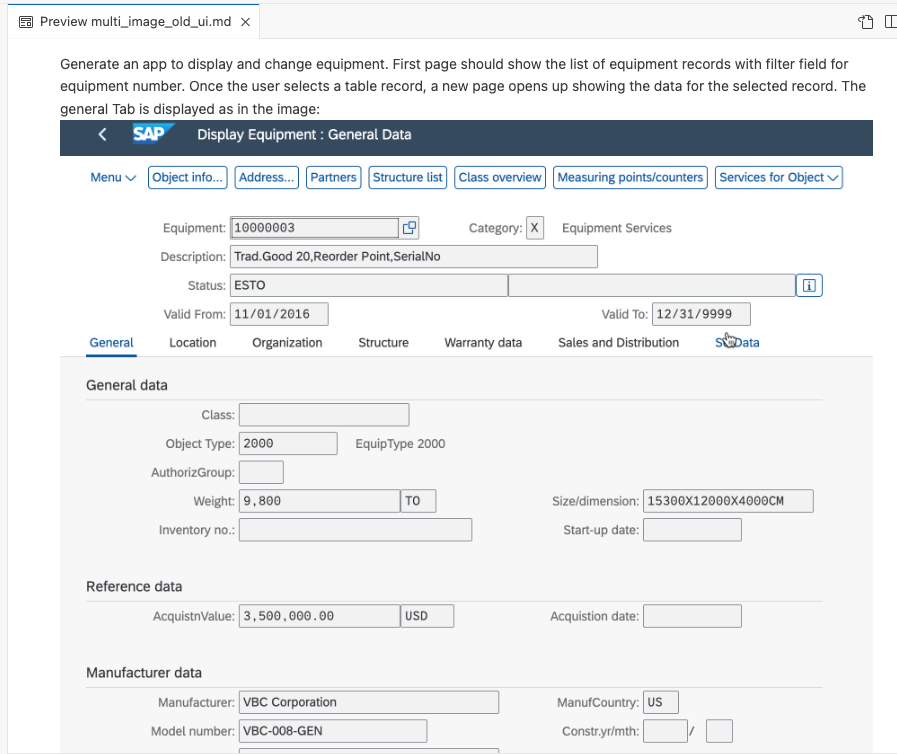 Preview multi_image_old_ui.md
Generate an app to display and change equipment. First page should show the list of equipment records with filter field for
equipment number. Once the user selects a table record, a new page opens up showing the data for the selected record. The
general Tab is displayed as in the image:
SAP Display Equipment : General Data
Menu Object info... Address... Partners Structure list Class overview Measuring points/counters Services for Object
Equipment: 10000003 Category: X Equipment Services
Description: Trad.Good 20,Reorder Point,SerialNo
Status: ESTO
Valid From: 11/01/2016 Valid To: 12/31/9999
General Location Organization Structure Warranty data Sales and Distribution Data
General data
Class:
Object Type: 2000 EquipType 2000
AuthorizGroup:
Weight: 9,800 TO Size/dimension: 15300X12000X4000CM
Inventory no.: Start-up date:
Reference data
AcquistnValue: 3,500,000.00 USD Acquistion date:
Manufacturer data
Manufacturer: VBC Corporation ManufCountry: US
Model number: VBC-008-GEN Constr.yr/mth: /